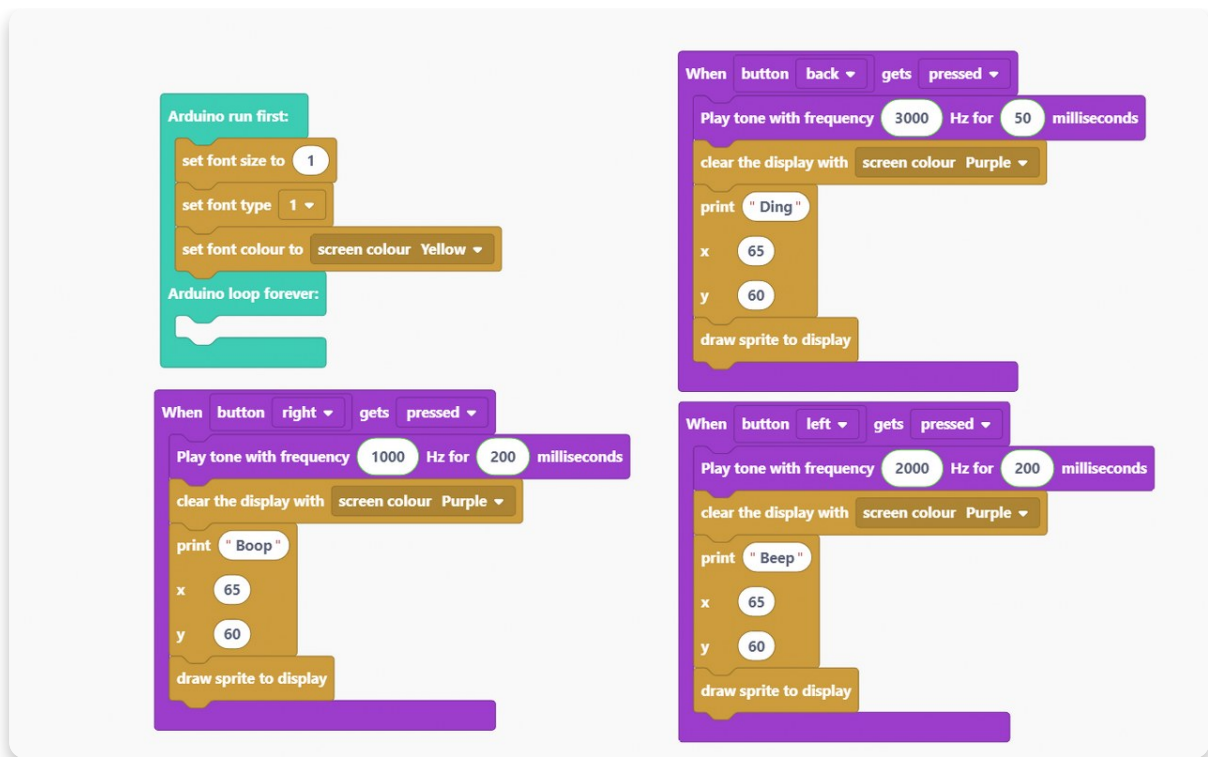 Arduino run first:
set font size to 1
set font type 1
set font colour to screen colour Yellow
Arduino loop forever:
When button back gets pressed
Play tone with frequency 3000 Hz for 50 milliseconds
clear the display with screen colour Purple
print " Ding "
x 65
y 60
draw sprite to display
When button right gets pressed
Play tone with frequency 1000 Hz for 200 milliseconds
clear the display with screen colour Purple
print " Boop "
x 65
y 60
draw sprite to display
When button left gets pressed
Play tone with frequency 2000 Hz for 200 milliseconds
clear the display with screen colour Purple
print " Beep "
x 65
y 60
draw sprite to display